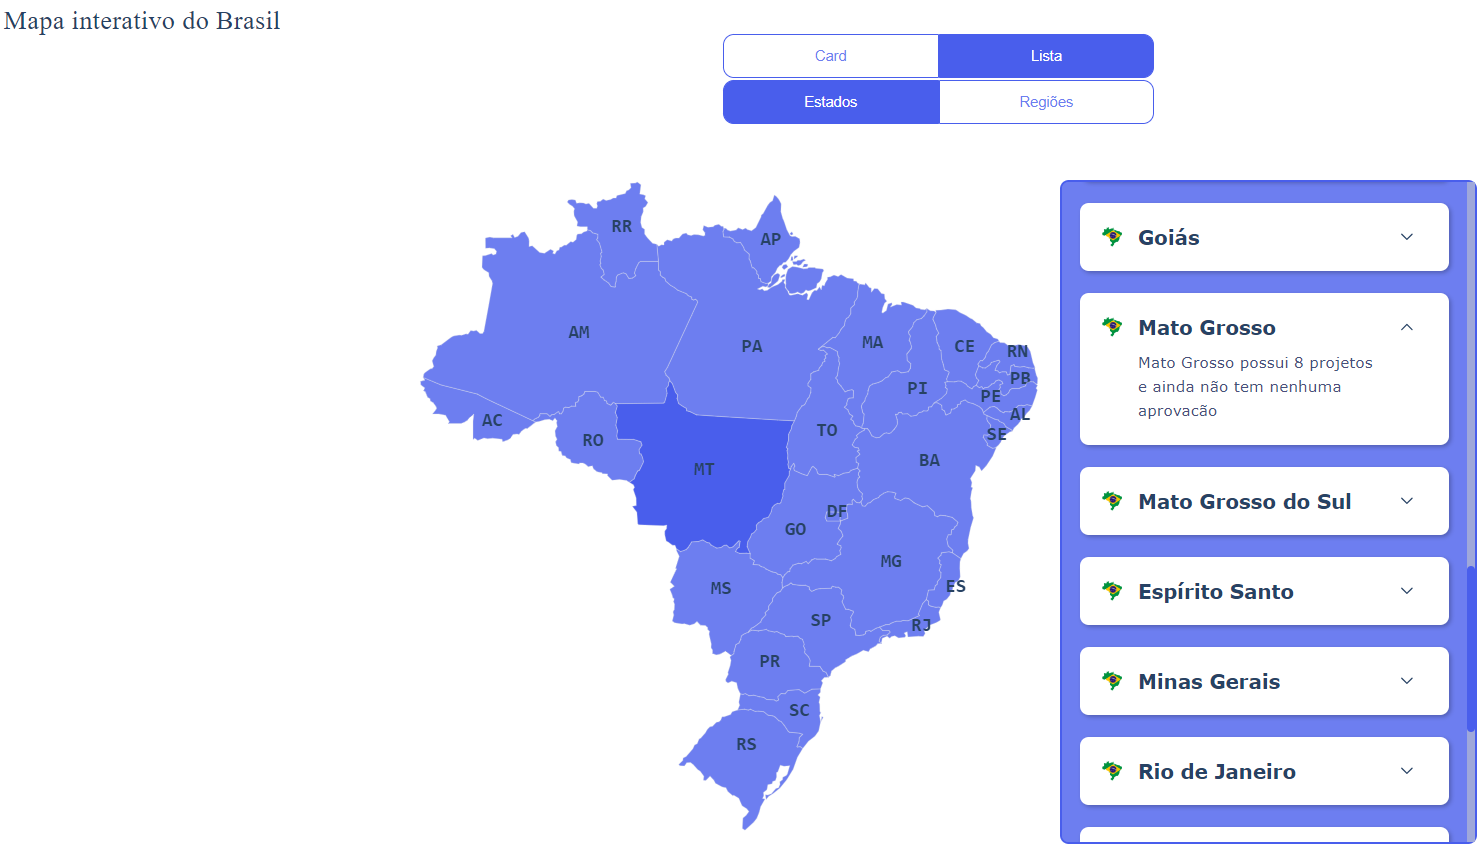 Mapa interativo do Brasil
Card
Lista
Estados
Regiões
RR
AP
AM
PA
MA
CE
RN
PB
PI
PE
AL
AC
SE
RO
TO
BA
MT
DF
GO
MG
ES
MS
SP
RJ
PR
SC
RS
Goiás
Mato Grosso
Mato Grosso possui 8 projetos
e ainda não tem nenhuma
aprovacão
Mato Grosso do Sul
Espírito Santo
Minas Gerais
Rio de Janeiro